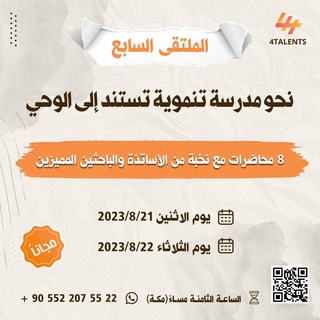 4TALENTS
الملتقى السابع
نحو مدرسة تنموية تستند إلى الوحي
8 محاضرات مع نخبة من الأساتذة والباحثين المميزين
يوم الاثنين 2023/8/21
يوم الثلاثاء 2023/8/22
مجاناً
الساعة الثامنة مساءً (مكة)
+ 90 552 207 55 22